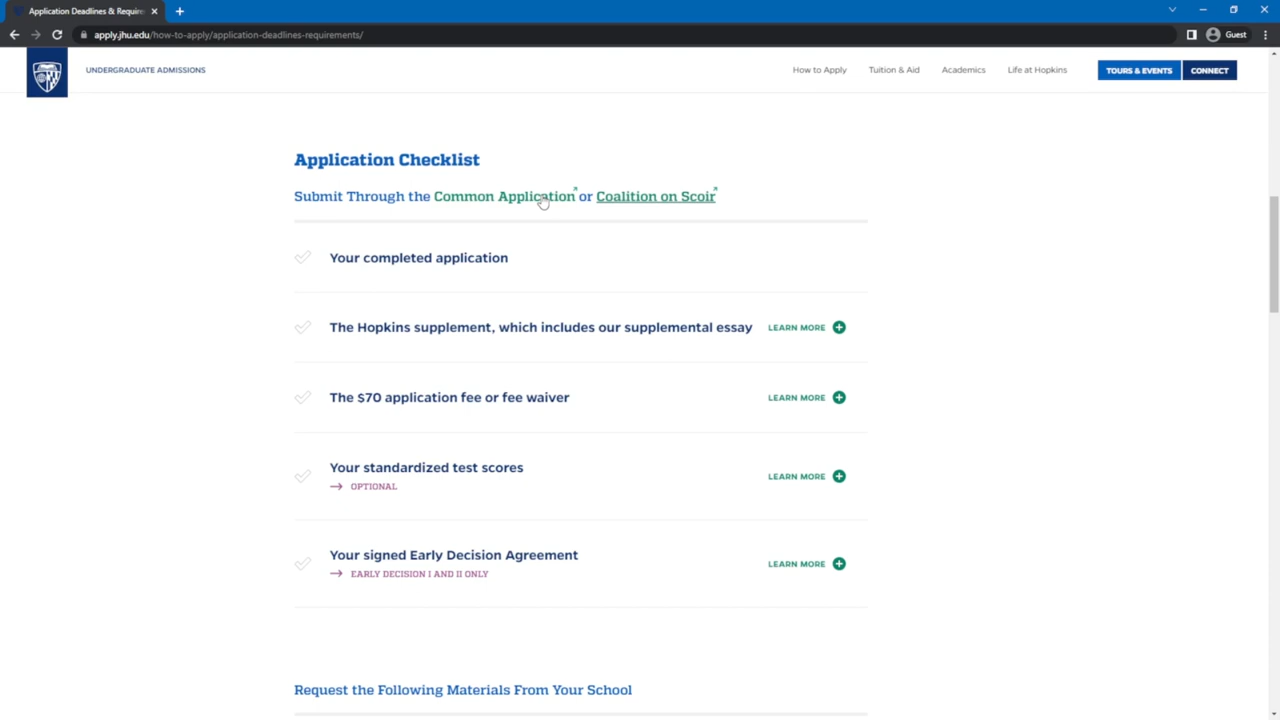 Application Deadlines & Require
apply.jhu.edu/how-to-apply/application-deadlines-requirements/
Guest
UNDERGRADUATE ADMISSIONS
How to Apply
Tuition & Aid
Academics
Life at Hopkins
TOURS & EVENTS
CONNECT
Application Checklist
Submit Through the Common Application or Coalition on Scoir
Your completed application
The Hopkins supplement, which includes our supplemental essay LEARN MORE
The $70 application fee or fee waiver LEARN MORE
Your standardized test scores
OPTIONAL
LEARN MORE
Your signed Early Decision Agreement
EARLY DECISION I AND II ONLY
LEARN MORE
Request the Following Materials From Your School